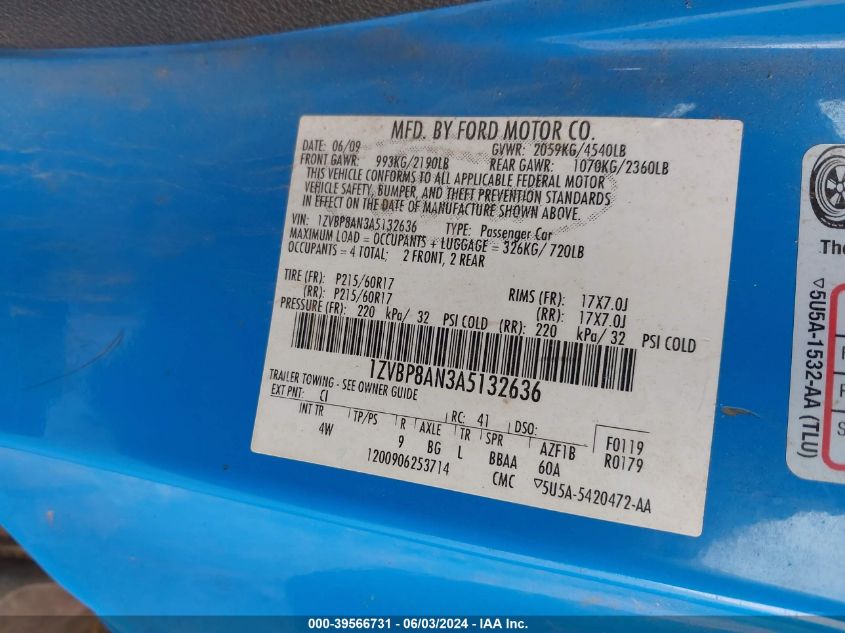 MFD. BY FORD MOTOR CO.
DATE: 06/09 GVWR: 2059KG/4540LB
FRONT GAWR: 993KG/2190LB REAR GAWR: 1070KG/2360LB
THIS VEHICLE CONFORMS TO ALL APPLICABLE FEDERAL MOTOR
VEHICLE SAFETY, BUMPER, AND THEFT PREVENTION STANDARDS
IN EFFECT ON THE DATE OF MANUFACTURE SHOWN ABOVE.
VIN: 1ZVBP8AN3A5132636 TYPE: Passenger Car
MAXIMUM LOAD = OCCUPANTS + LUGGAGE = 326KG/720LB
OCCUPANTS = 4 TOTAL; 2 FRONT, 2 REAR
TIRE (FR): P215/60R17 RIMS (FR): 17X7.0J
(RR): P215/60R17 (RR): 17X7.0J
PRESSURE (FR): 220 kPa/ 32 PSI COLD (RR): 220 kPa/ 32 PSI COLD
1ZVBP8AN3A5132636
TRAILER TOWING - SEE OWNER GUIDE
EXT PNT: CI RC: 41 DSO:
INT TR TP/PS R AXLE TR SPR AZF1B F0119
4W 9 BG L BBAA 60A R0179
1200906253714 CMC ▽5U5A-5420472-AA
The
▽5U5A-1532-AA (TLU)
F
F
S
000-39566731 - 06/03/2024 - IAA Inc.